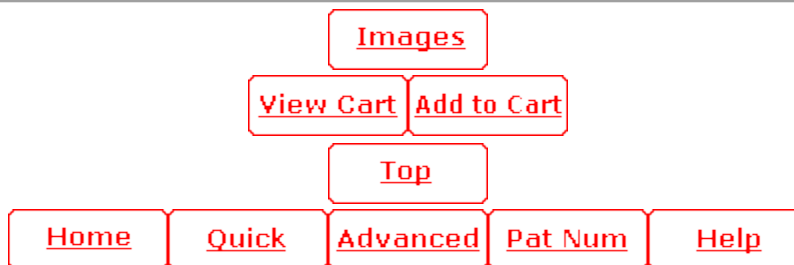 Images
View Cart Add to Cart
Top
Home Quick Advanced Pat Num Help